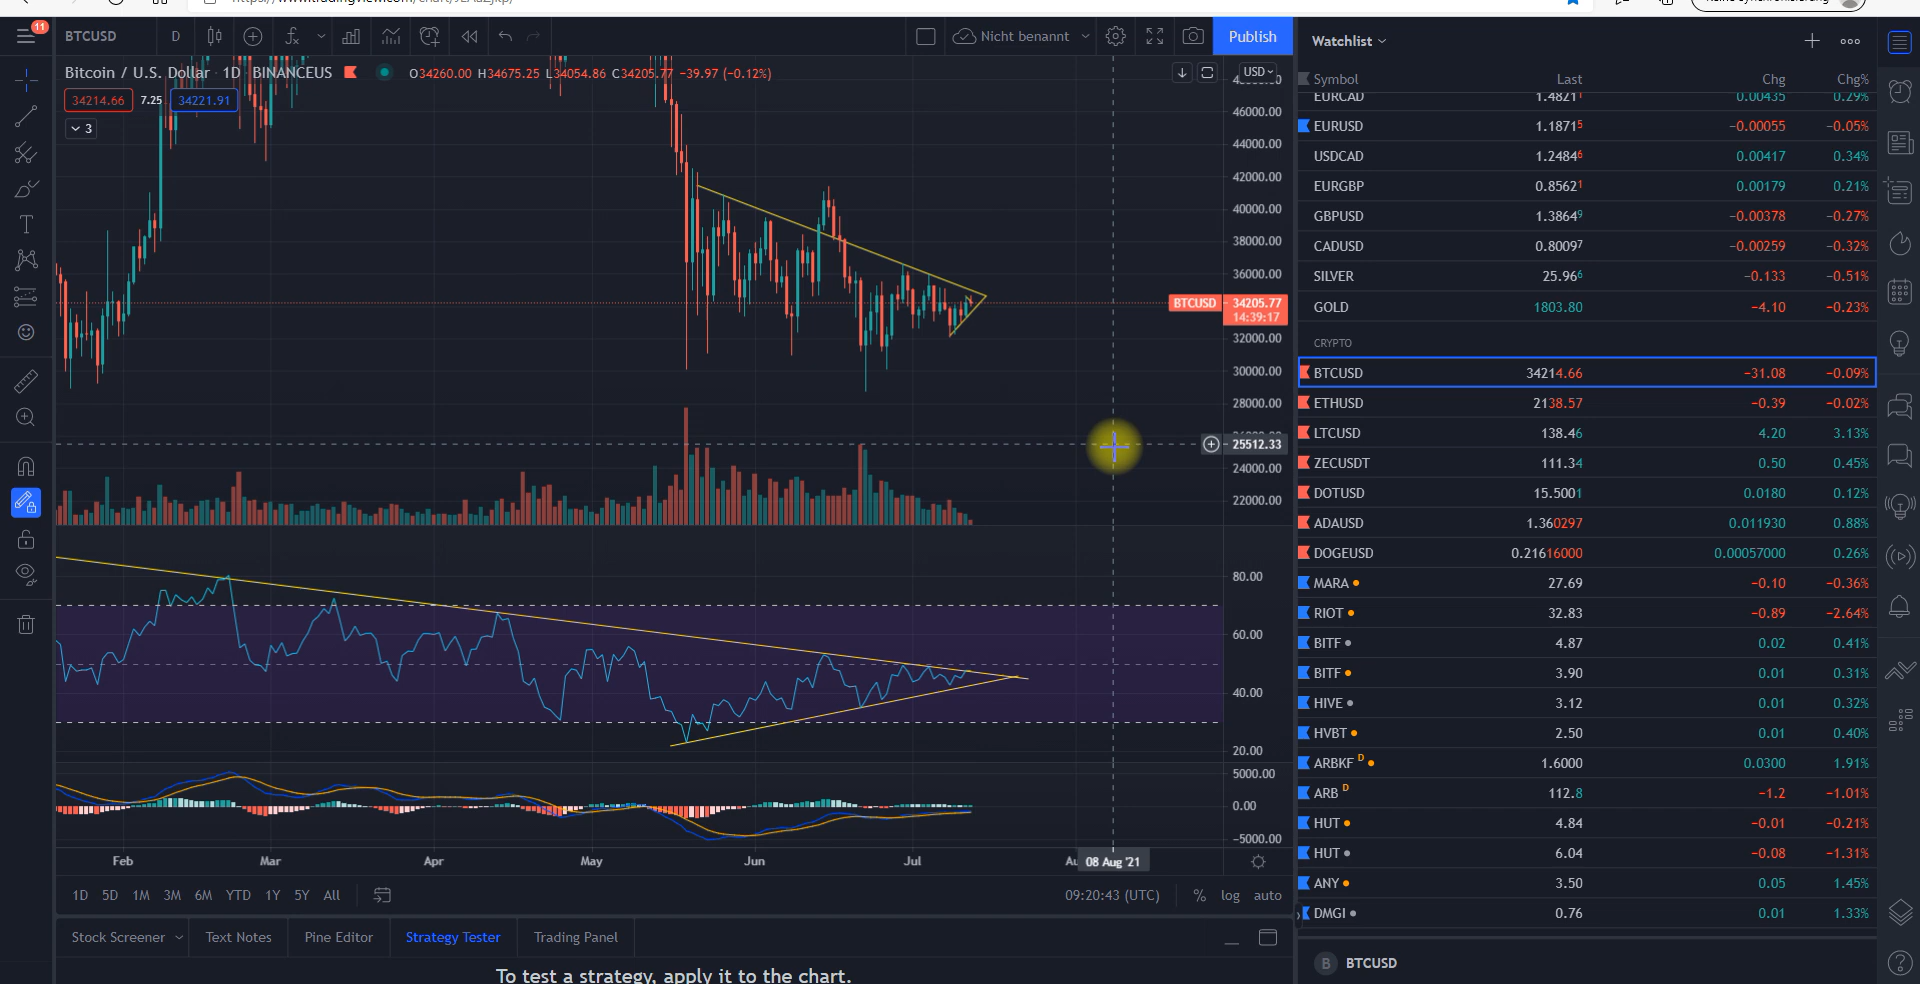 11
BTCUSD D Nicht benannt Publish
Bitcoin / U.S. Dollar 1D BINANCEUS O34260.00 H34675.25 L34054.86 C34205.77 −39.97 (−0.12%) USD
34214.66 7.25 34221.91
3
46000.00
44000.00
42000.00
40000.00
38000.00
36000.00
BTCUSD 34205.77
14:39:17
32000.00
30000.00
28000.00
25512.33
24000.00
22000.00
80.00
60.00
40.00
20.00
5000.00
0.00
−5000.00
Feb Mar Apr May Jun Jul Au 08 Aug '21
1D 5D 1M 3M 6M YTD 1Y 5Y All 09:20:43 (UTC) % log auto
Stock Screener Text Notes Pine Editor Strategy Tester Trading Panel
To test a strategy, apply it to the chart.
Watchlist
Symbol Last Chg Chg%
EURCAD 1.4821 0.00435 0.29%
EURUSD 1.18715 −0.00055 −0.05%
USDCAD 1.24846 0.00417 0.34%
EURGBP 0.85621 0.00179 0.21%
GBPUSD 1.38649 −0.00378 −0.27%
CADUSD 0.80097 −0.00259 −0.32%
SILVER 25.966 −0.133 −0.51%
GOLD 1803.80 −4.10 −0.23%
CRYPTO
BTCUSD 34214.66 −31.08 −0.09%
ETHUSD 2138.57 −0.39 −0.02%
LTCUSD 138.46 4.20 3.13%
ZECUSDT 111.34 0.50 0.45%
DOTUSD 15.5001 0.0180 0.12%
ADAUSD 1.360297 0.011930 0.88%
DOGEUSD 0.21616000 0.00057000 0.26%
MARA 27.69 −0.10 −0.36%
RIOT 32.83 −0.89 −2.64%
BITF 4.87 0.02 0.41%
BITF 3.90 0.01 0.31%
HIVE 3.12 0.01 0.32%
HVBT 2.50 0.01 0.40%
ARBKF D 1.6000 0.0300 1.91%
ARB D 112.8 −1.2 −1.01%
HUT 4.84 −0.01 −0.21%
HUT 6.04 −0.08 −1.31%
ANY 3.50 0.05 1.45%
DMGI 0.76 0.01 1.33%
B BTCUSD